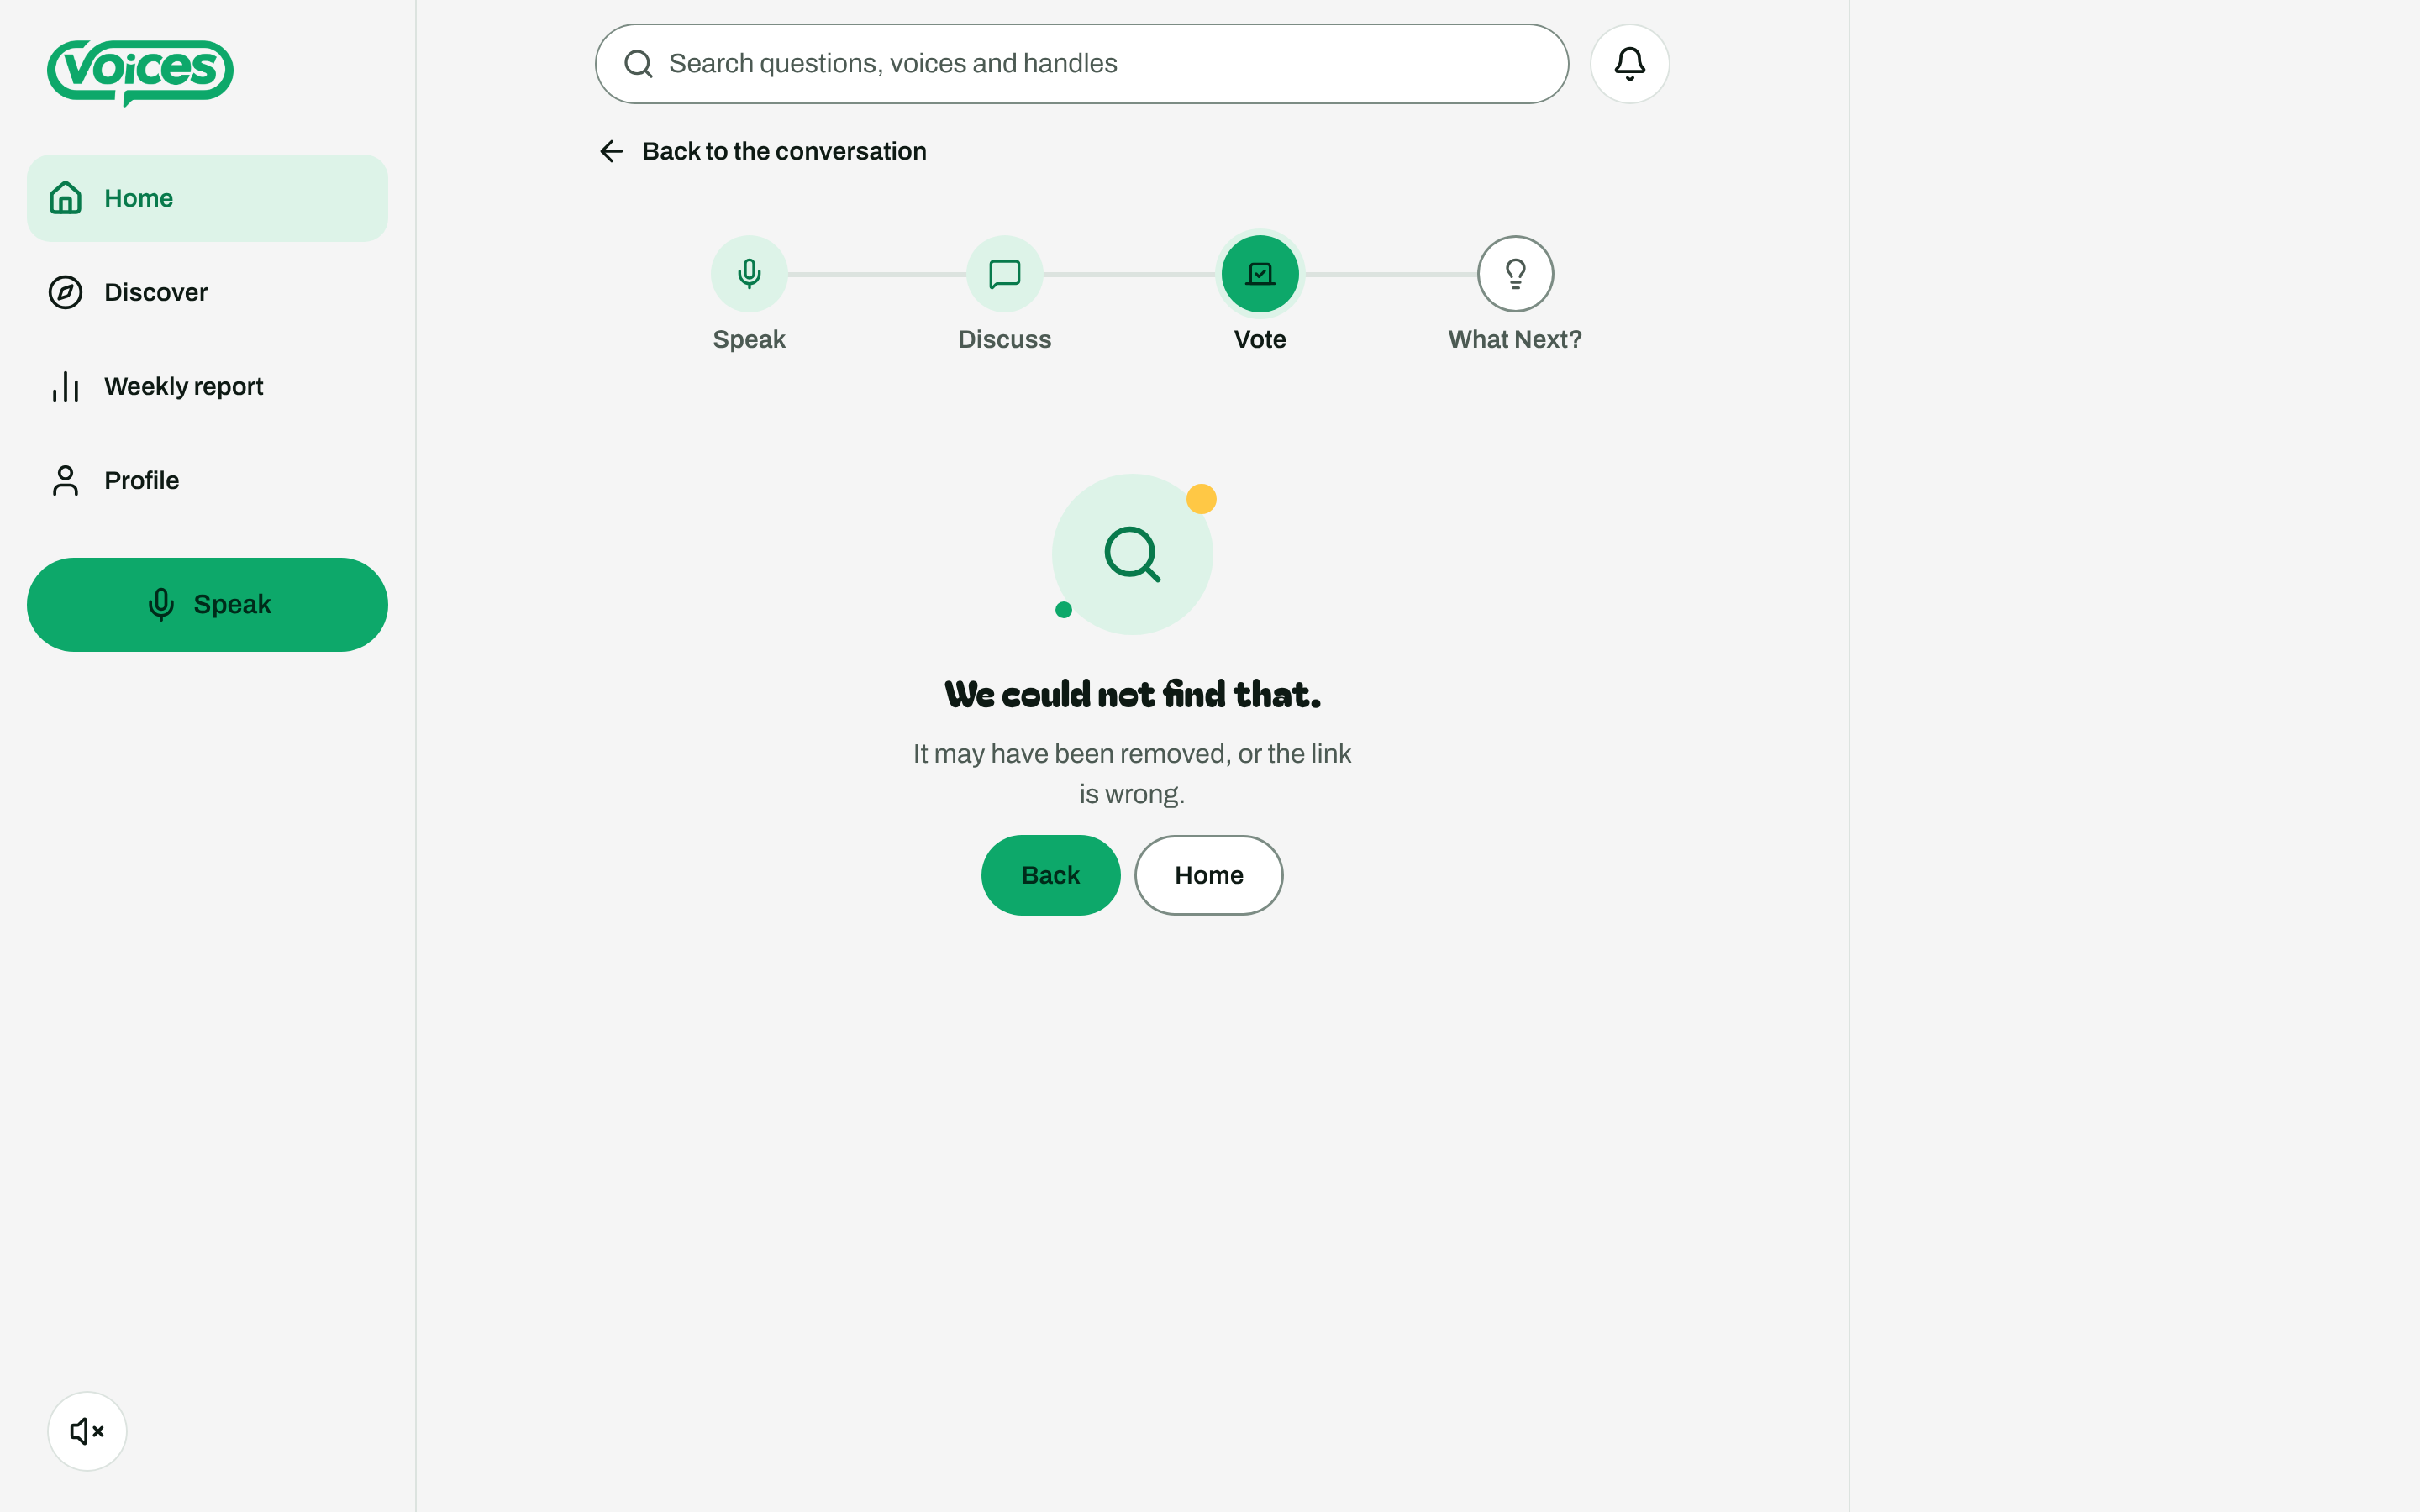 voices
Search questions, voices and handles
Back to the conversation
Home
Discover
Weekly report
Profile
Speak
Speak
Discuss
Vote
What Next?
We could not find that.
It may have been removed, or the link
is wrong.
Back
Home